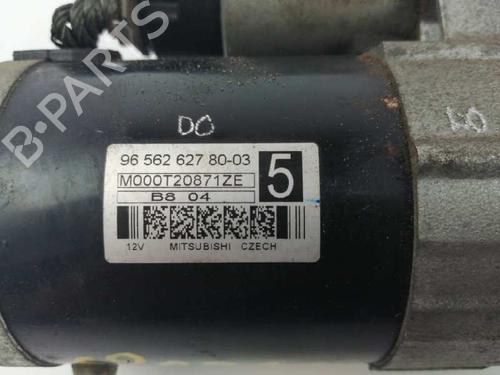 DO
96 562 627 80-03
M000T20871ZE
5
B8 04
12V MITSUBISHI CZECH
B-PARTS